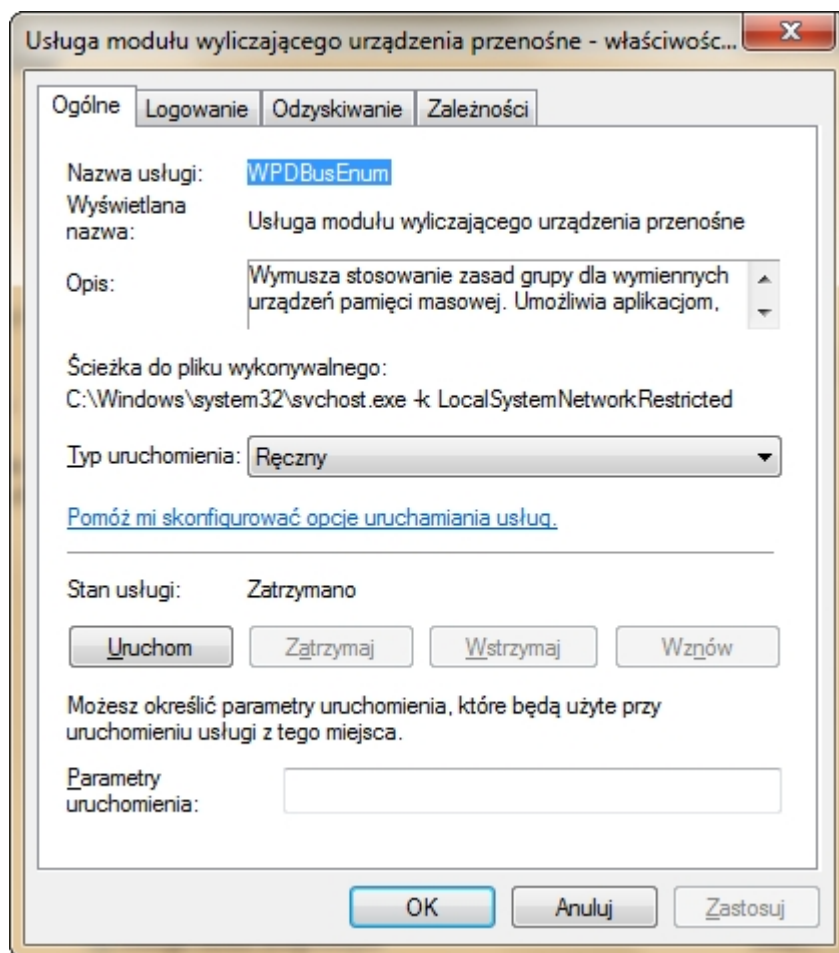 Usługa modułu wyliczającego urządzenia przenośne - właściwośc...
Ogólne Logowanie Odzyskiwanie Zależności
Nazwa usługi: WPDBusEnum
Wyświetlana
nazwa: Usługa modułu wyliczającego urządzenia przenośne
Opis: Wymusza stosowanie zasad grupy dla wymiennych
urządzeń pamięci masowej. Umożliwia aplikacjom,
Ścieżka do pliku wykonywalnego:
C:\Windows\system32\svchost.exe -k LocalSystemNetworkRestricted
Typ uruchomienia: Ręczny
Pomóż mi skonfigurować opcje uruchamiania usług.
Stan usługi: Zatrzymano
Uruchom Zatrzymaj Wstrzymaj Wznów
Możesz określić parametry uruchomienia, które będą użyte przy
uruchomieniu usługi z tego miejsca.
Parametry
uruchomienia:
OK Anuluj Zastosuj